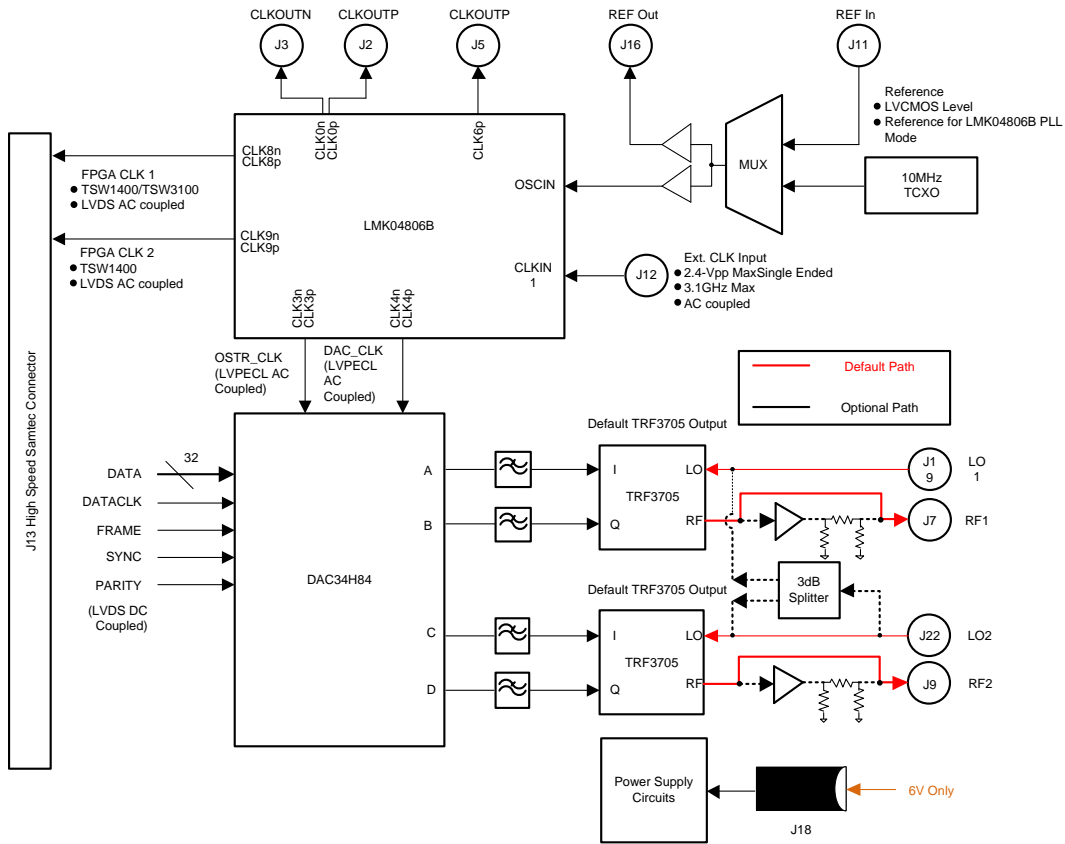 CLKOUTN
CLKOUTP
CLKOUTP
REF Out
REF In
J3
J2
J5
J16
J11
Reference
● LVCMOS Level
● Reference for LMK04806B PLL
Mode
CLK0n
CLK0p
CLK6p
CLK8n
CLK8p
FPGA CLK 1
● TSW1400/TSW3100
● LVDS AC coupled
OSCIN
MUX
10MHz
TCXO
LMK04806B
CLK9n
CLK9p
FPGA CLK 2
● TSW1400
● LVDS AC coupled
CLKIN
1
J12
Ext. CLK Input
● 2.4-Vpp MaxSingle Ended
● 3.1GHz Max
● AC coupled
CLK3n
CLK3p
CLK4n
CLK4p
OSTR_CLK
(LVPECL AC
Coupled)
DAC_CLK
(LVPECL
AC
Coupled)
Default Path
Optional Path
J13 High Speed Samtec Connector
DATA
32
DATACLK
FRAME
SYNC
PARITY
(LVDS DC
Coupled)
DAC34H84
A
B
C
D
Default TRF3705 Output
I
LO
TRF3705
Q
RF
J1
9
LO
1
J7
RF1
3dB
Splitter
Default TRF3705 Output
I
LO
TRF3705
Q
RF
J22
LO2
J9
RF2
Power Supply
Circuits
6V Only
J18